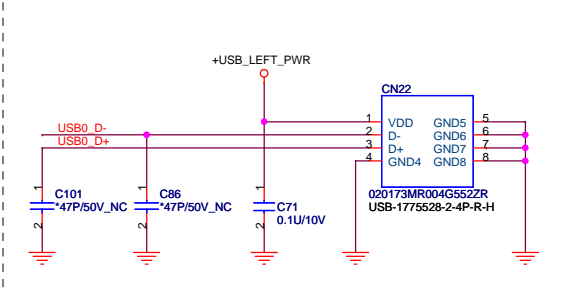 +USB_LEFT_PWR
CN22
USB0_D-
USB0_D+
1 VDD GND5 5
2 D- GND6 6
3 D+ GND7 7
4 GND4 GND8 8
020173MR004G552ZR
USB-1775528-2-4P-R-H
1 1 1
C101 C86 C71
*47P/50V_NC *47P/50V_NC 0.1U/10V
2 2 2